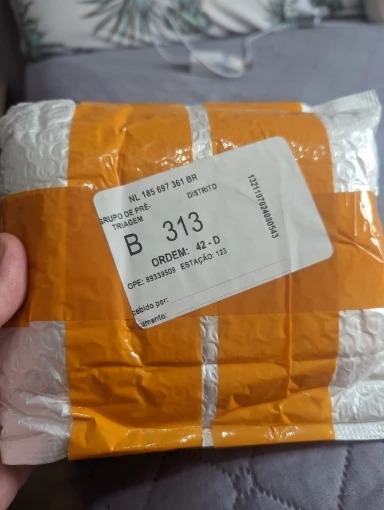 NL 185 697 361 BR
GRUPO DE PRÉ-TRIAGEM
DISTRITO
B 313
ORDEM: 42 - D
OPE: 89339509 ESTAÇÃO: 123
cebido por:
umento:
1321197024080543